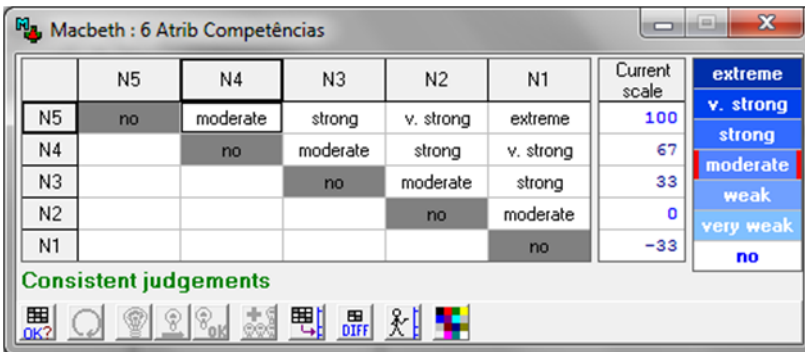 Macbeth : 6 Atrib Competências
N5 N4 N3 N2 N1 Current scale
N5 no moderate strong v. strong extreme 100
N4 no moderate strong v. strong 67
N3 no moderate strong 33
N2 no moderate 0
N1 no -33
extreme
v. strong
strong
moderate
weak
very weak
no
Consistent judgements
OK? OK DIFF